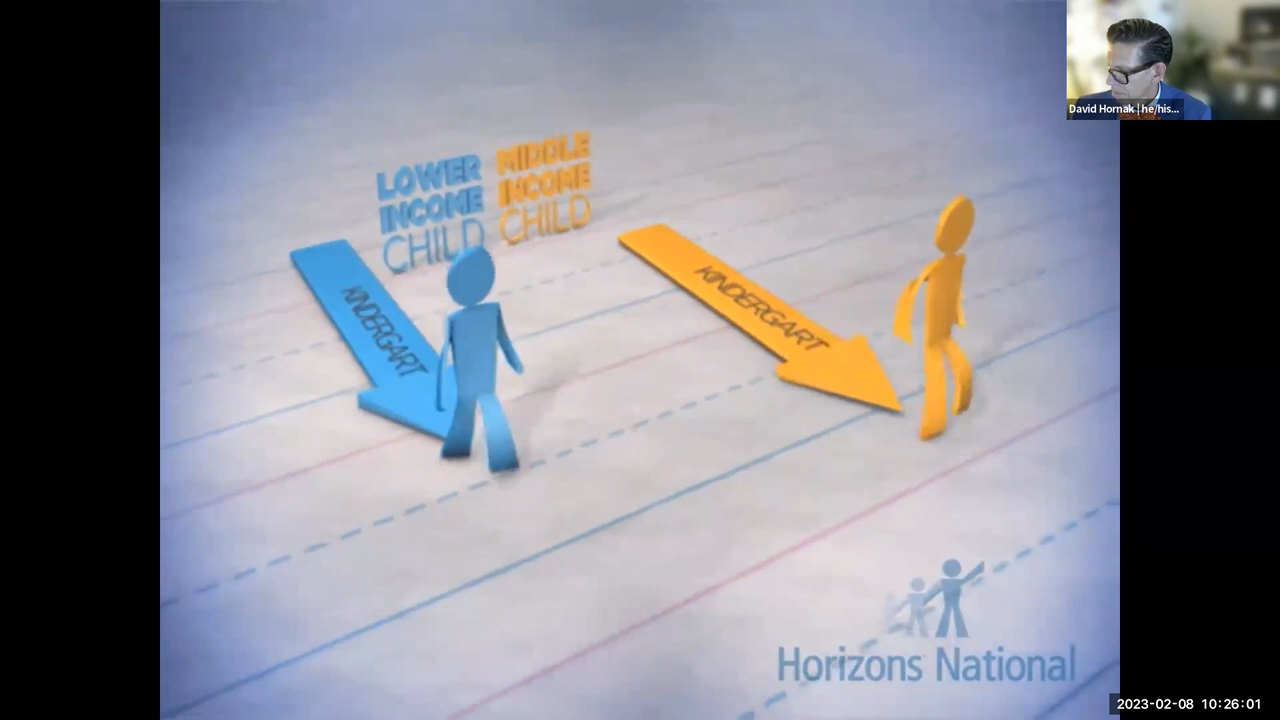 David Hornak | he/his...
LOWER
INCOME
CHILD
MIDDLE
INCOME
CHILD
KINDERGART
KINDERGART
Horizons National
2023-02-08 10:26:01